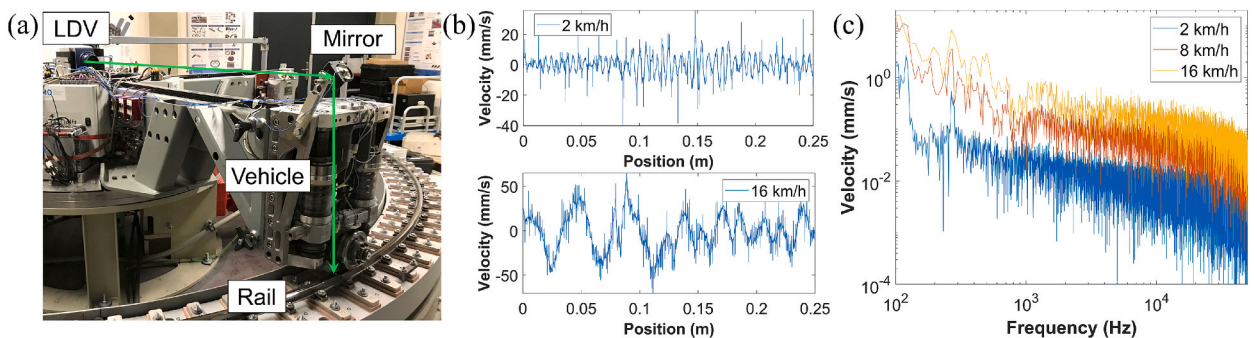 (a)
LDV
Mirror
Vehicle
Rail
(b)
2 km/h
Velocity (mm/s)
20
0
-20
-40
0
0.05
0.1
0.15
0.2
0.25
Position (m)
16 km/h
Velocity (mm/s)
50
0
-50
0
0.05
0.1
0.15
0.2
0.25
Position (m)
(c)
2 km/h
8 km/h
16 km/h
Velocity (mm/s)
10^0
10^-2
10^-4
10^2
10^3
10^4
Frequency (Hz)